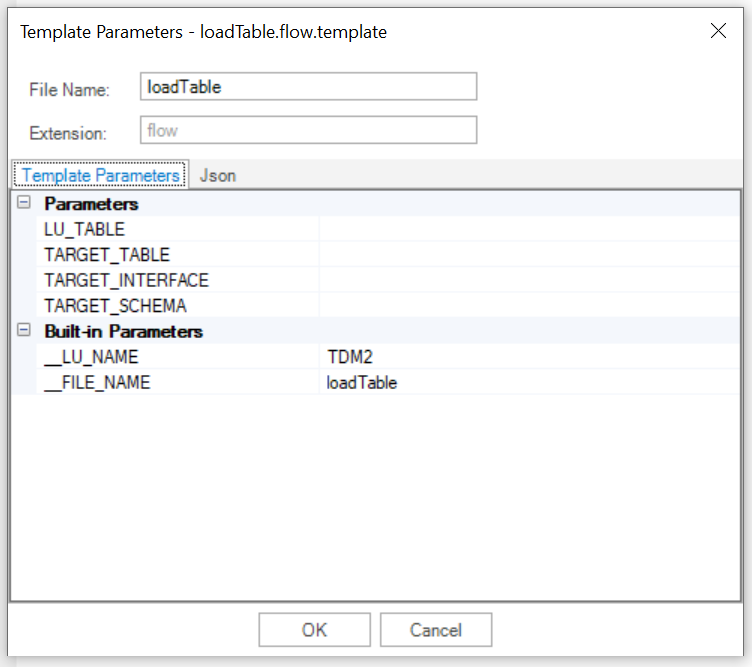 Template Parameters - loadTable.flow.template
File Name: loadTable
Extension: flow
Template Parameters Json
Parameters
LU_TABLE
TARGET_TABLE
TARGET_INTERFACE
TARGET_SCHEMA
Built-in Parameters
__LU_NAME TDM2
__FILE_NAME loadTable
OK Cancel